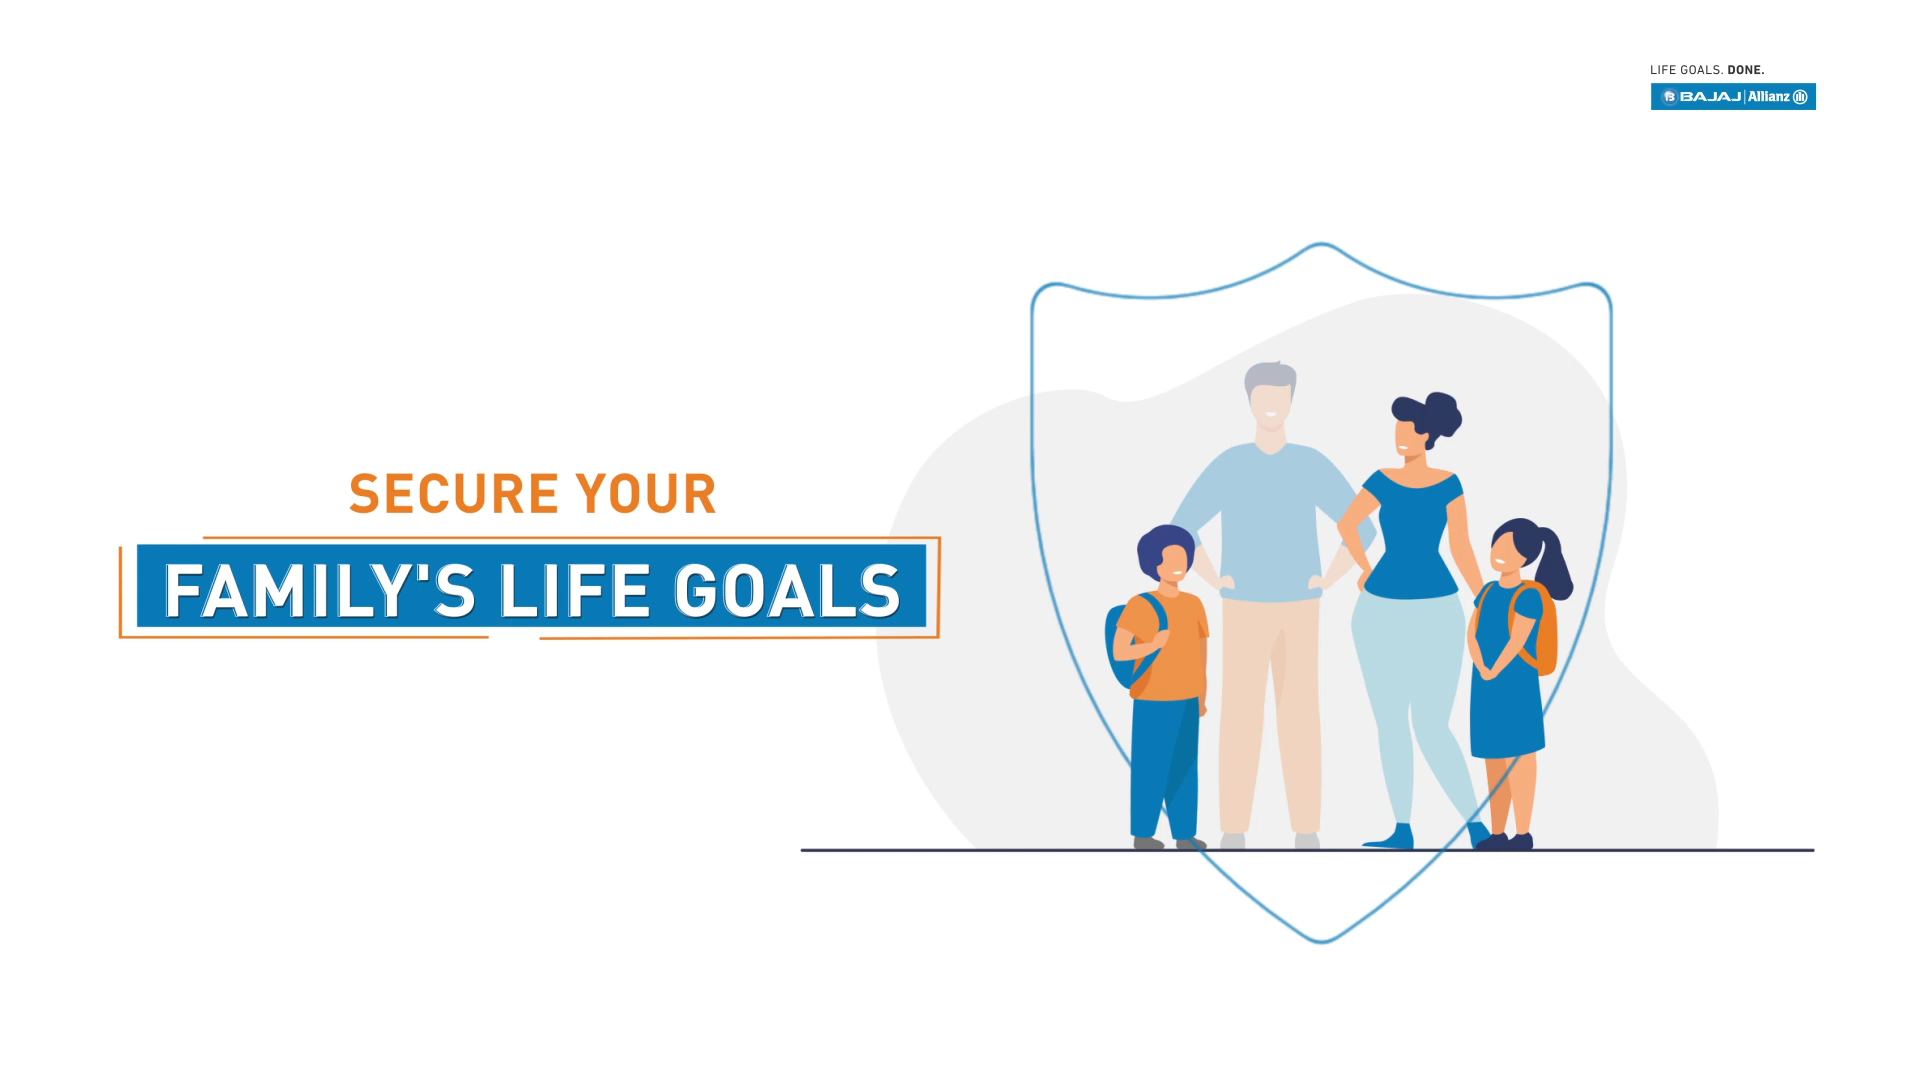 LIFE GOALS. DONE.
BAJAJ | Allianz
SECURE YOUR
FAMILY'S LIFE GOALS